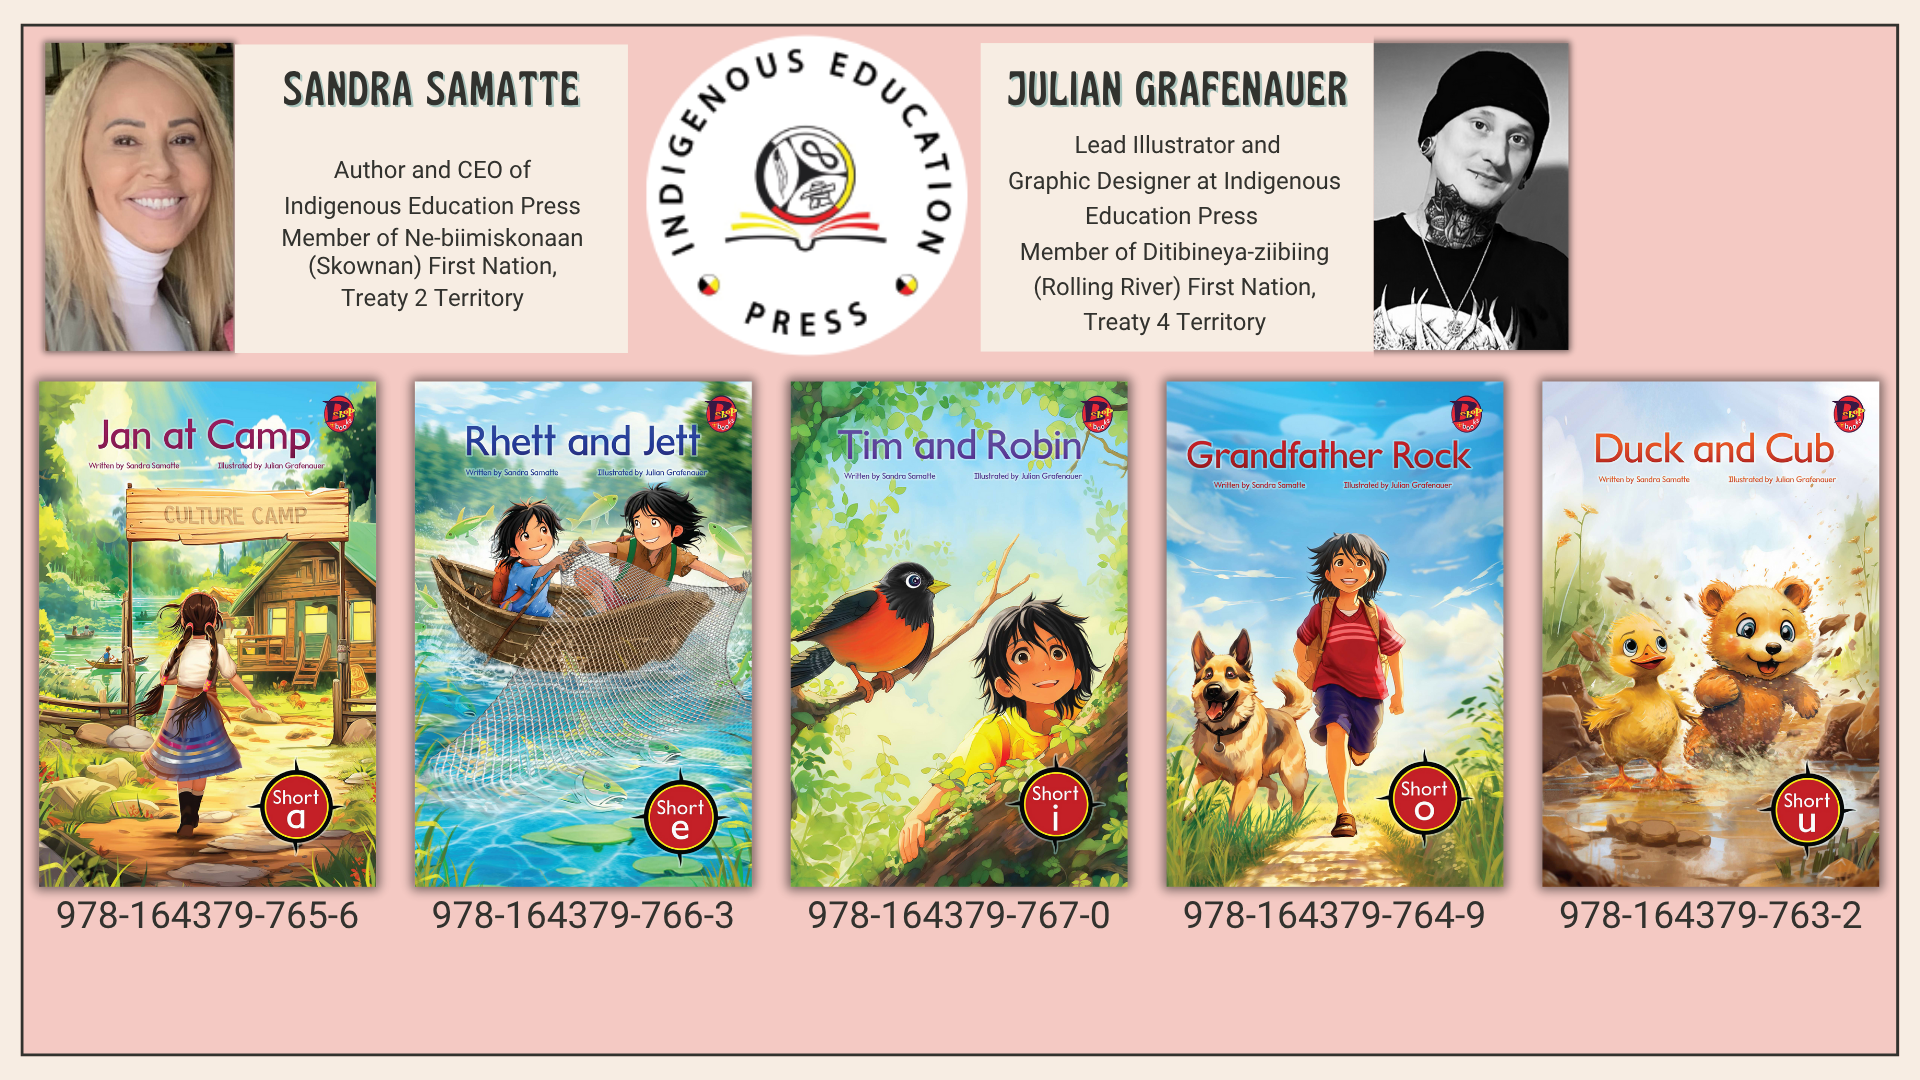 SANDRA SAMATTE
Author and CEO of
Indigenous Education Press
Member of Ne-biimiskonaan
(Skownan) First Nation,
Treaty 2 Territory
INDIGENOUS EDUCATION
PRESS
JULIAN GRAFENAUER
Lead Illustrator and
Graphic Designer at Indigenous
Education Press
Member of Ditibineya-ziibiing
(Rolling River) First Nation,
Treaty 4 Territory
Jan at Camp
Written by Sandra Samatte Illustrated by Julian Grafenauer
CULTURE CAMP
Short
a
978-164379-765-6
Rhett and Jett
Written by Sandra Samatte Illustrated by Julian Grafenauer
Short
e
978-164379-766-3
Tim and Robin
Written by Sandra Samatte Illustrated by Julian Grafenauer
Short
i
978-164379-767-0
Grandfather Rock
Written by Sandra Samatte Illustrated by Julian Grafenauer
Short
o
978-164379-764-9
Duck and Cub
Written by Sandra Samatte Illustrated by Julian Grafenauer
Short
u
978-164379-763-2